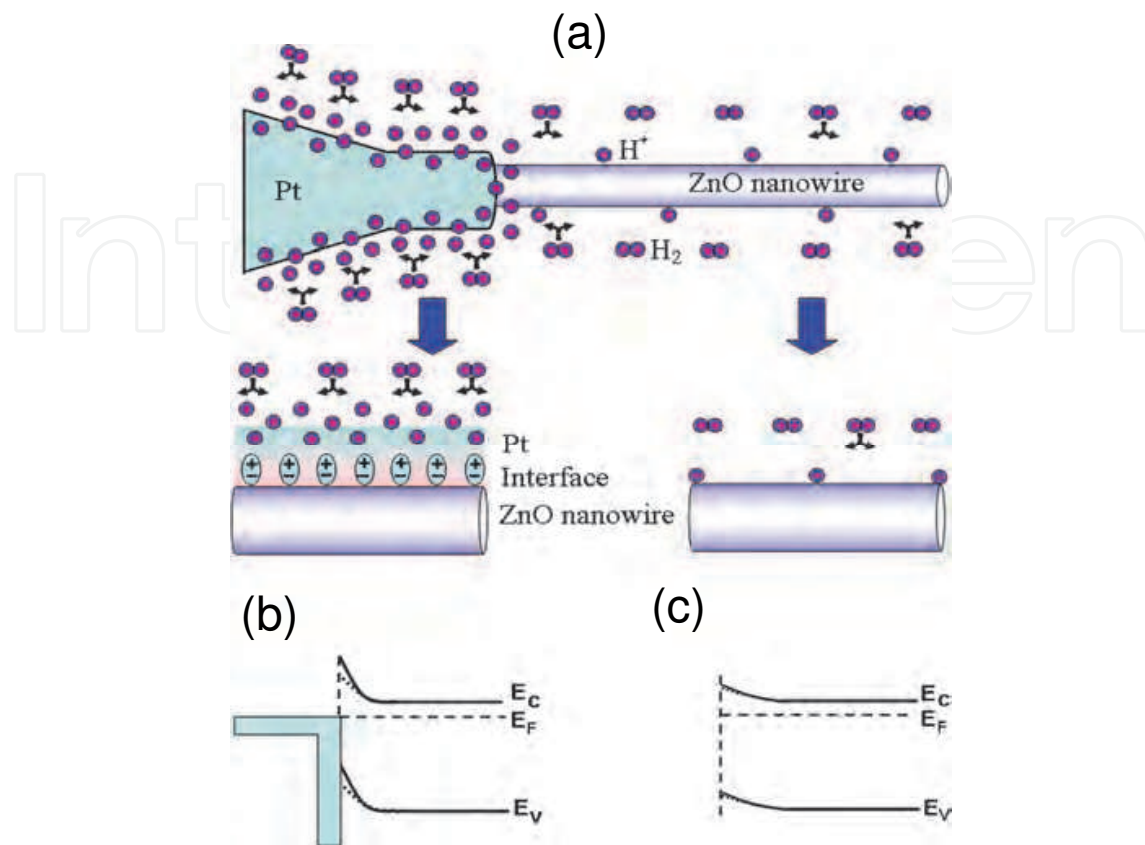 (a)
H⁺
Pt
ZnO nanowire
H₂
Pt
Interface
ZnO nanowire
(b)
(c)
E_C
E_F
E_V
E_C
E_F
E_V